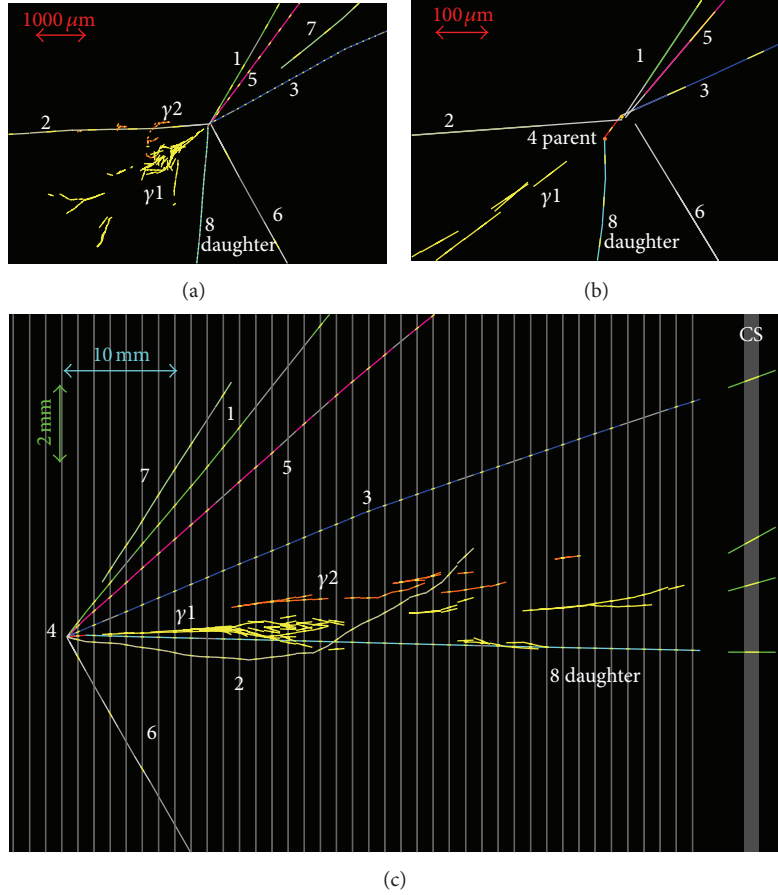 1000 μm
1
7
5
3
2
γ2
γ1
6
8
daughter
(a)
100 μm
1
5
3
2
4 parent
γ1
8
6
daughter
(b)
CS
10 mm
2 mm
1
7
5
3
γ2
γ1
4
2
8 daughter
6
(c)